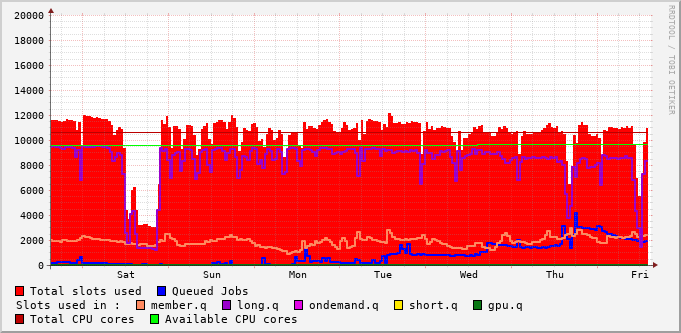 20000
18000
16000
14000
12000
10000
8000
6000
4000
2000
0
Sat Sun Mon Tue Wed Thu Fri
Total slots used Queued Jobs
Slots used in : member.q long.q ondemand.q short.q gpu.q
Total CPU cores Available CPU cores
RRDTOOL / TOBI OETIKER